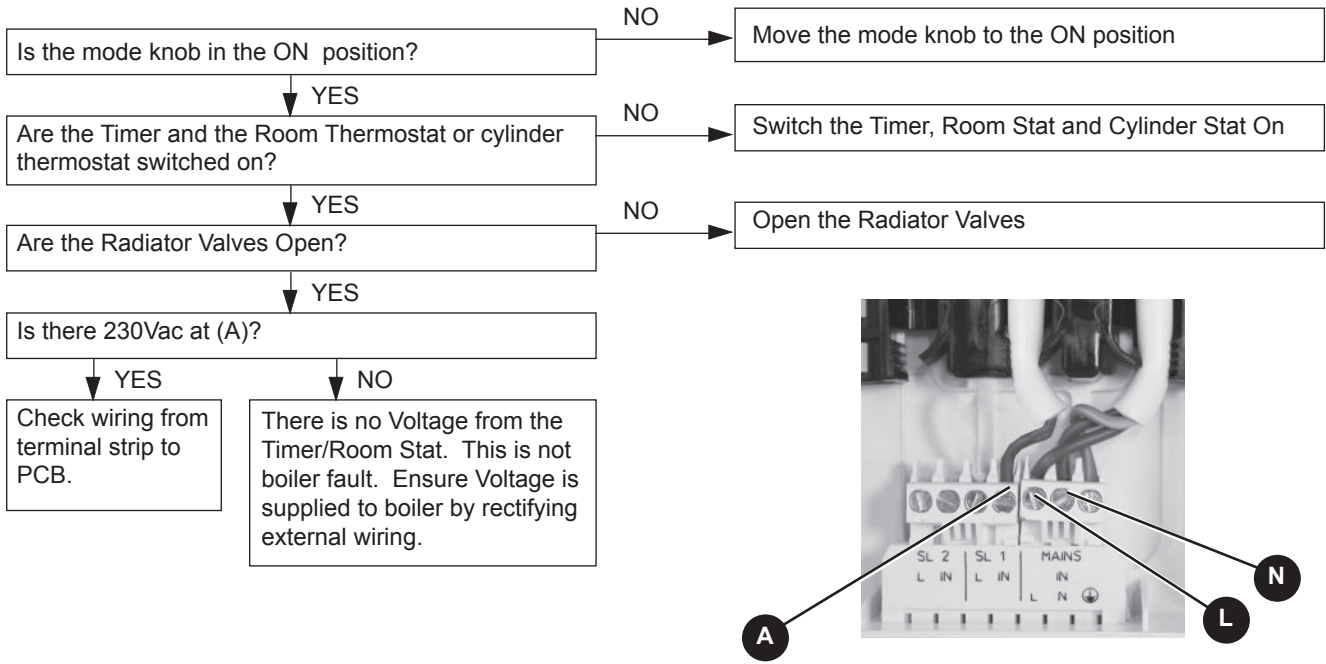 Is the mode knob in the ON position?
NO
Move the mode knob to the ON position
YES
Are the Timer and the Room Thermostat or cylinder
thermostat switched on?
NO
Switch the Timer, Room Stat and Cylinder Stat On
YES
Are the Radiator Valves Open?
NO
Open the Radiator Valves
YES
Is there 230Vac at (A)?
YES
NO
Check wiring from
terminal strip to
PCB.
There is no Voltage from the
Timer/Room Stat. This is not
boiler fault. Ensure Voltage is
supplied to boiler by rectifying
external wiring.
SL 2
L IN
SL 1
L IN
MAINS
IN
L N
A
L
N